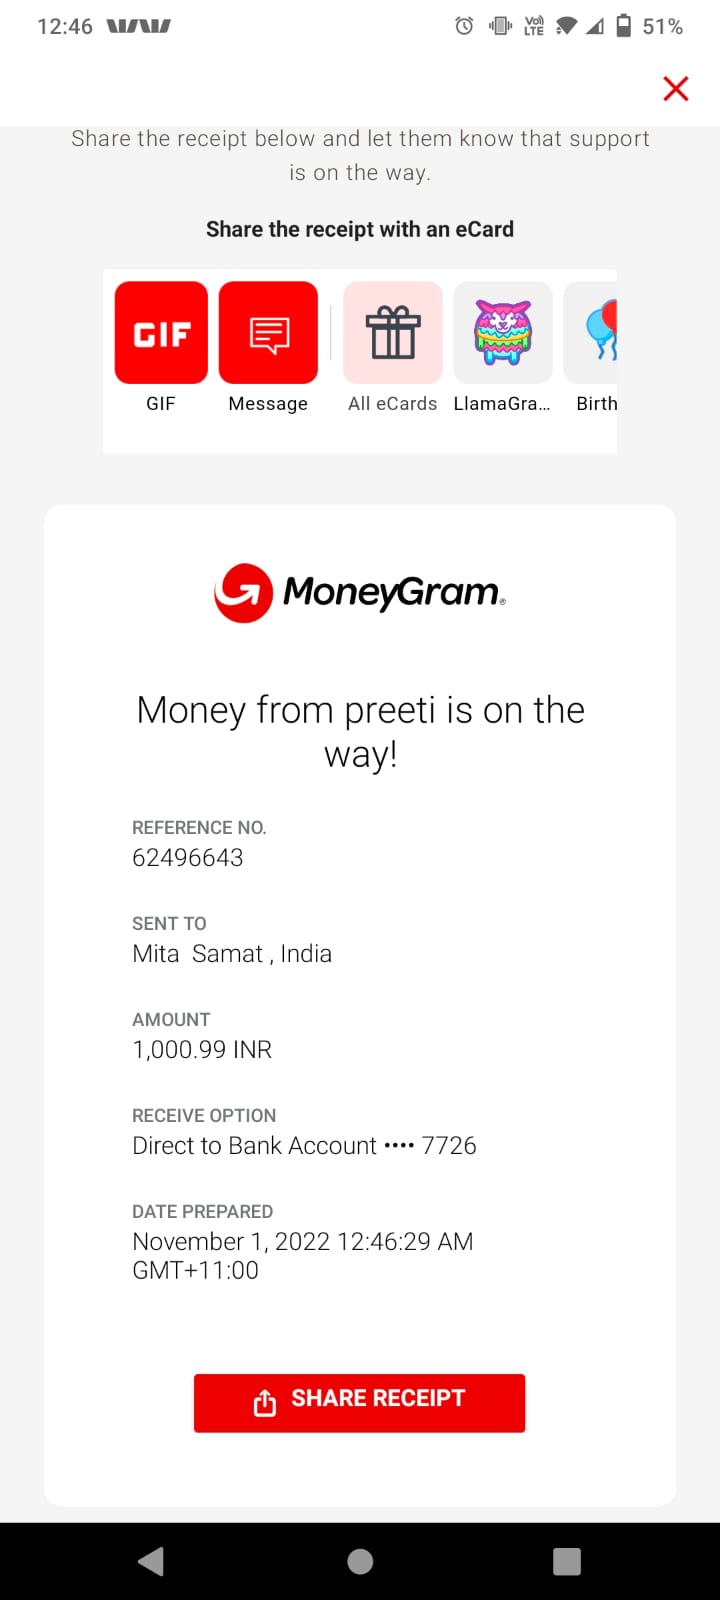 12:46 VoLTE 51%
Share the receipt below and let them know that support
is on the way.
Share the receipt with an eCard
GIF
GIF Message All eCards LlamaGra... Birth
MoneyGram®
Money from preeti is on the
way!
REFERENCE NO.
62496643
SENT TO
Mita Samat , India
AMOUNT
1,000.99 INR
RECEIVE OPTION
Direct to Bank Account •••• 7726
DATE PREPARED
November 1, 2022 12:46:29 AM
GMT+11:00
SHARE RECEIPT